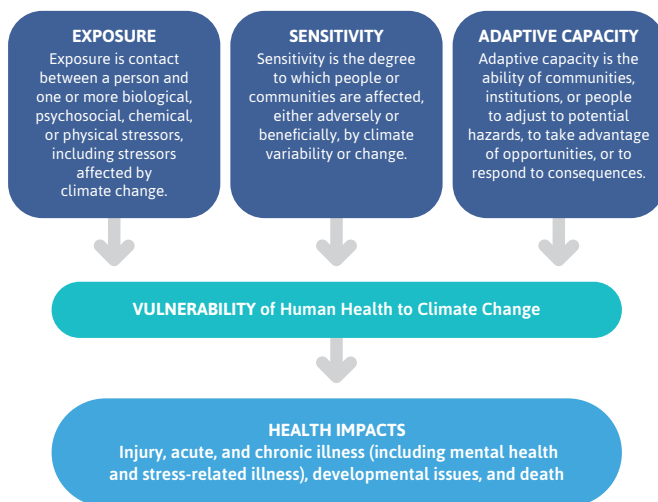 EXPOSURE
Exposure is contact
between a person and
one or more biological,
psychosocial, chemical,
or physical stressors,
including stressors
affected by
climate change.
SENSITIVITY
Sensitivity is the degree
to which people or
communities are affected,
either adversely or
beneficially, by climate
variability or change.
ADAPTIVE CAPACITY
Adaptive capacity is the
ability of communities,
institutions, or people
to adjust to potential
hazards, to take advantage
of opportunities, or to
respond to consequences.
VULNERABILITY of Human Health to Climate Change
HEALTH IMPACTS
Injury, acute, and chronic illness (including mental health
and stress-related illness), developmental issues, and death